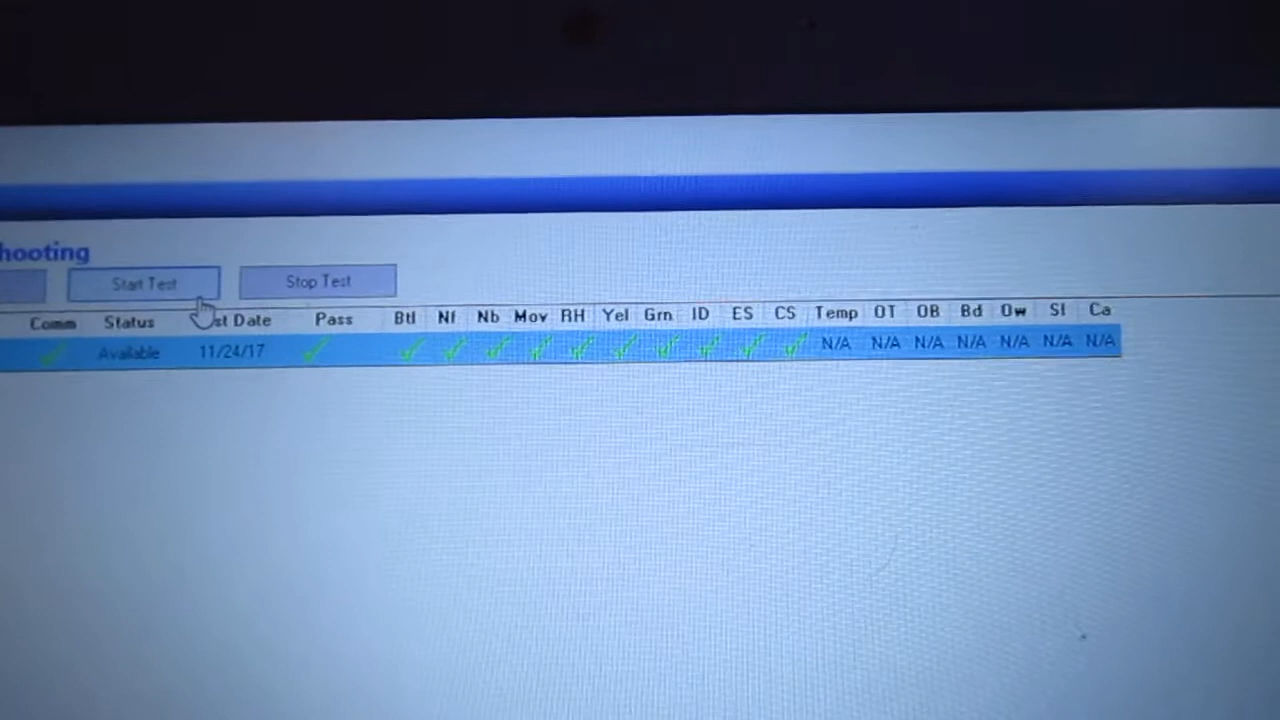 hooting
Start Test Stop Test
Comm Status st Date Pass Btl Nf Nb Mov RH Yel Grn ID ES CS Temp OT OB Bd Ow Sl Ca
Available 11/24/17 N/A N/A N/A N/A N/A N/A N/A